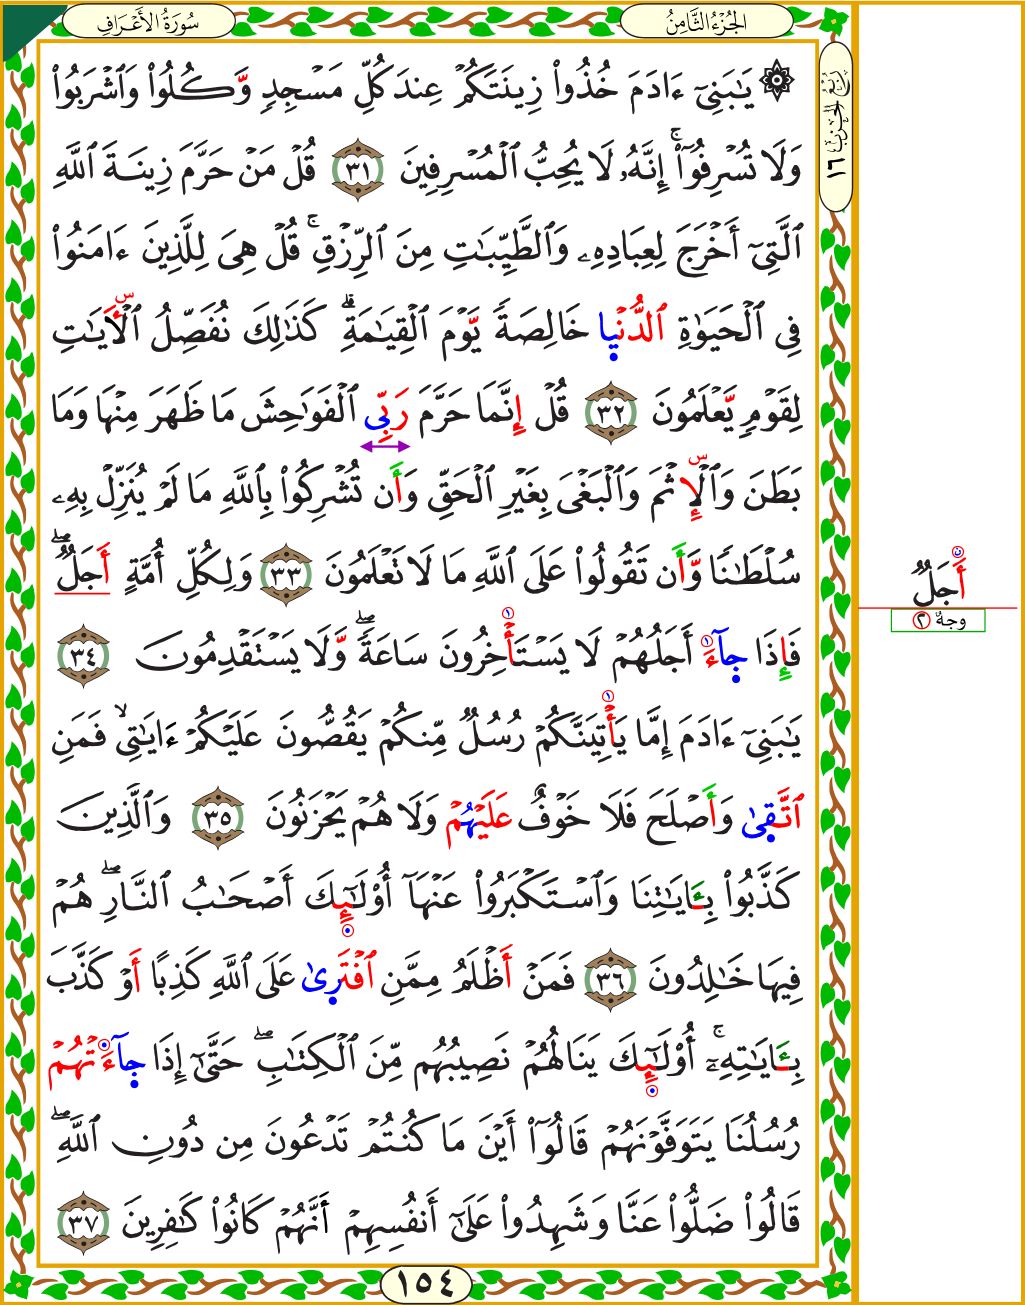 سُورَةُ الأَعْرَافِ
الجُزْءُ الثَّامِنُ
۞ يَٰبَنِىٓ ءَادَمَ خُذُوا۟ زِينَتَكُمْ عِندَ كُلِّ مَسْجِدٍ وَّكُلُوا۟ وَٱشْرَبُوا۟
وَلَا تُسْرِفُوٓا۟ ۚ إِنَّهُۥ لَا يُحِبُّ ٱلْمُسْرِفِينَ ٣١ قُلْ مَنْ حَرَّمَ زِينَةَ ٱللَّهِ
ٱلَّتِىٓ أَخْرَجَ لِعِبَادِهِۦ وَٱلطَّيِّبَٰتِ مِنَ ٱلرِّزْقِ ۚ قُلْ هِىَ لِلَّذِينَ ءَامَنُوا۟
فِى ٱلْحَيَوٰةِ ٱلدُّنْيٖا خَالِصَةً يَّوْمَ ٱلْقِيَٰمَةِ ۗ كَذَٰلِكَ نُفَصِّلُ ٱلْأَيَٰتِ
لِقَوْمٍ يَّعْلَمُونَ ٣٢ قُلْ إِنَّمَا حَرَّمَ رَبِّى ٱلْفَوَٰحِشَ مَا ظَهَرَ مِنْهَا وَمَا
بَطَنَ وَٱلْإِثْمَ وَٱلْبَغْىَ بِغَيْرِ ٱلْحَقِّ وَأَن تُشْرِكُوا۟ بِٱللَّهِ مَا لَمْ يُنَزِّلْ بِهِۦ
سُلْطَٰنًا وَّأَن تَقُولُوا۟ عَلَى ٱللَّهِ مَا لَا تَعْلَمُونَ ٣٣ وَلِكُلِّ أُمَّةٍ أَجَلٌ ۖ
فَإِذَا جٖآءَ أَجَلُهُمْ لَا يَسْتَأْخِرُونَ سَاعَةً ۖ وَّلَا يَسْتَقْدِمُونَ ٣٤
يَٰبَنِىٓ ءَادَمَ إِمَّا يَأْتِيَنَّكُمْ رُسُلٌ مِّنكُمْ يَقُصُّونَ عَلَيْكُمْ ءَايَٰتِى ۙ فَمَنِ
ٱتَّقٖىٰ وَأَصْلَحَ فَلَا خَوْفٌ عَلَيْهُمْ وَلَا هُمْ يَحْزَنُونَ ٣٥ وَٱلَّذِينَ
كَذَّبُوا۟ بِـَٔايَٰتِنَا وَٱسْتَكْبَرُوا۟ عَنْهَآ أُو۟لَٰٓئِكَ أَصْحَٰبُ ٱلنَّارِ ۖ هُمْ
فِيهَا خَٰلِدُونَ ٣٦ فَمَنْ أَظْلَمُ مِمَّنِ ٱفْتَرٖىٰ عَلَى ٱللَّهِ كَذِبًا أَوْ كَذَّبَ
بِـَٔايَٰتِهِۦٓ ۚ أُو۟لَٰٓئِكَ يَنَالُهُمْ نَصِيبُهُم مِّنَ ٱلْكِتَٰبِ ۖ حَتَّىٰٓ إِذَا جٖآءَتْهُمْ
رُسُلُنَا يَتَوَفَّوْنَهُمْ قَالُوٓا۟ أَيْنَ مَا كُنتُمْ تَدْعُونَ مِن دُونِ ٱللَّهِ ۖ
قَالُوا۟ ضَلُّوا۟ عَنَّا وَشَهِدُوا۟ عَلَىٰٓ أَنفُسِهِمْ أَنَّهُمْ كَانُوا۟ كَٰفِرِينَ ٣٧
١٥٤
رُبْعُ الحِزْبِ ١٦
أَجَلٌ
وجهٌ ٢